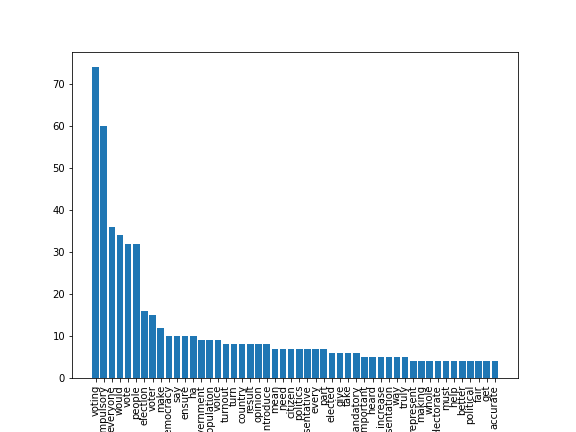 70
60
50
40
30
20
10
0
voting
mpulsory
everyone
would
vote
people
election
voter
make
emocracy
say
ensure
ha
vernment
opulation
voice
turnout
turn
country
result
opinion
ntroduce
mean
need
citizen
politics
sentative
every
part
elected
give
take
andatory
mportant
heard
increase
sentation
way
truly
represent
making
whole
lectorate
must
help
better
political
fair
get
accurate